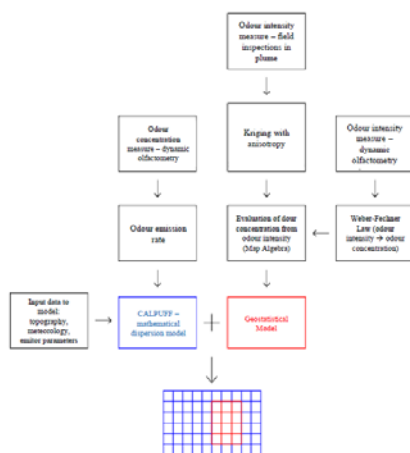 Odour intensity
measure – field
inspections in
plume
Odour
concentration
measure – dynamic
olfactometry
Kriging with
anisotropy
Odour intensity
measure – dynamic
olfactometry
Odour emission
rate
Evaluation of dour
concentration from
odour intensity
(Map Algebra)
Weber-Fechner
Law (odour
intensity → odour
concentration)
Input data to
model:
topography,
meteorology,
emitor parameters
CALPUFF –
mathematical
dispersion model
Geostatistical
Model